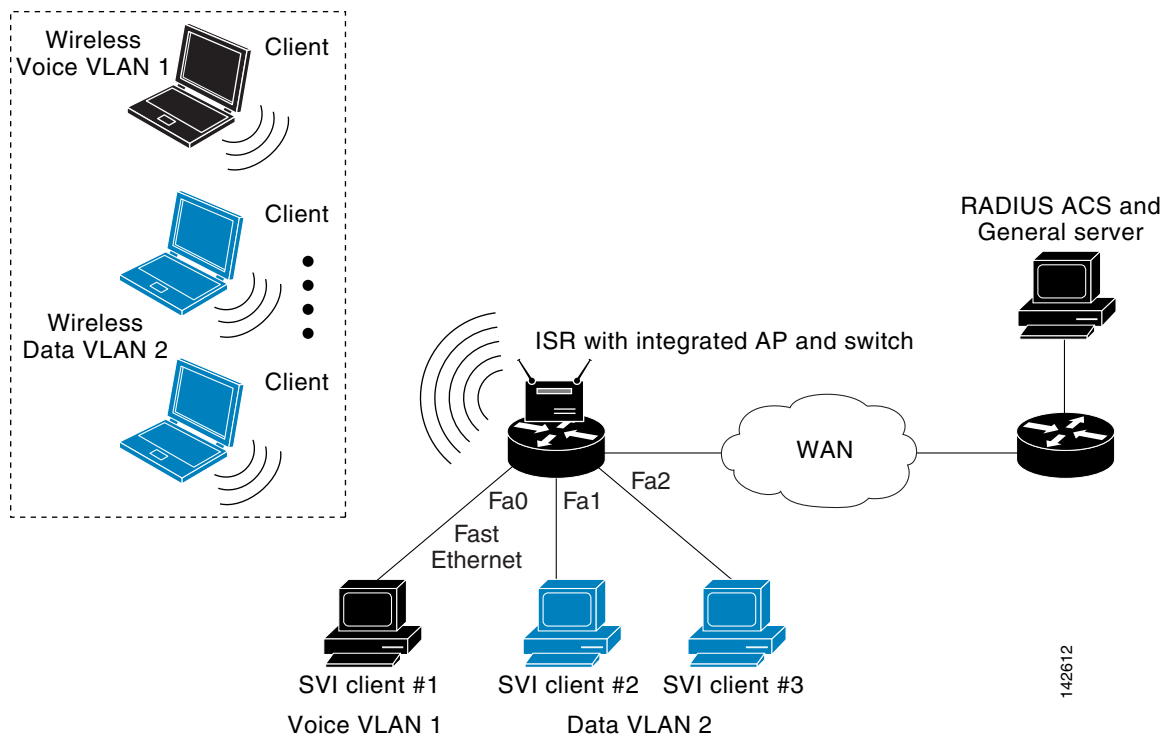 Wireless
Voice VLAN 1
Client
Client
Wireless
Data VLAN 2
Client
RADIUS ACS and
General server
ISR with integrated AP and switch
WAN
Fa0
Fa1
Fa2
Fast
Ethernet
SVI client #1
SVI client #2
SVI client #3
Voice VLAN 1
Data VLAN 2
142612